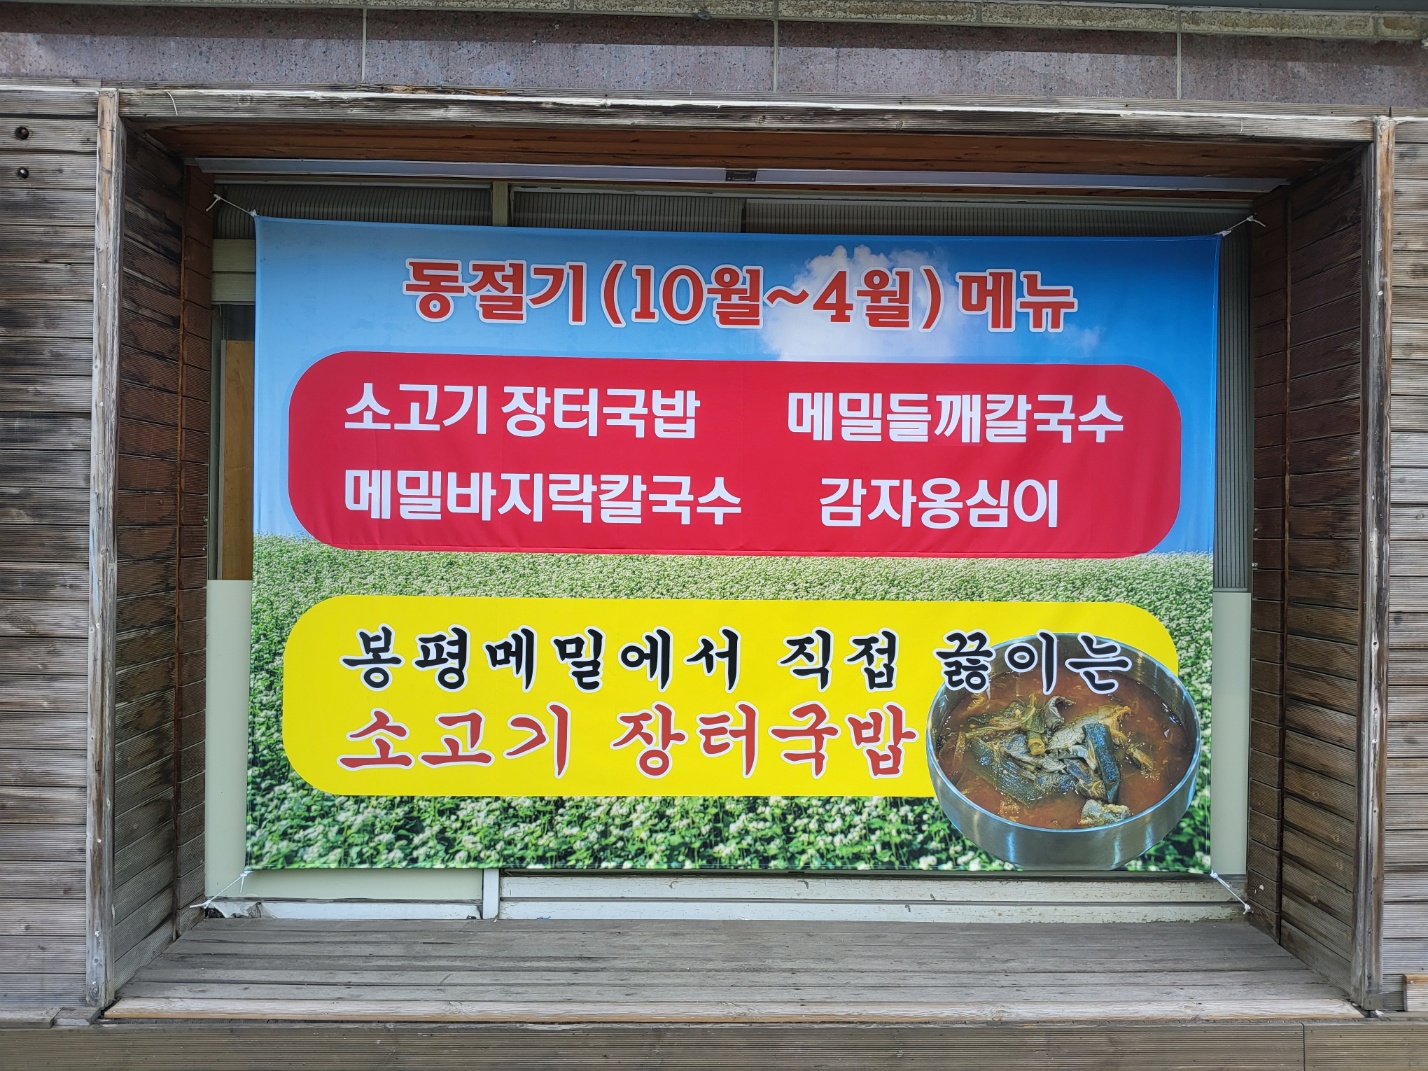 동절기(10월~4월) 메뉴
소고기 장터국밥 메밀들깨칼국수
메밀바지락칼국수 감자옹심이
봉평메밀에서 직접 끓이는
소고기 장터국밥